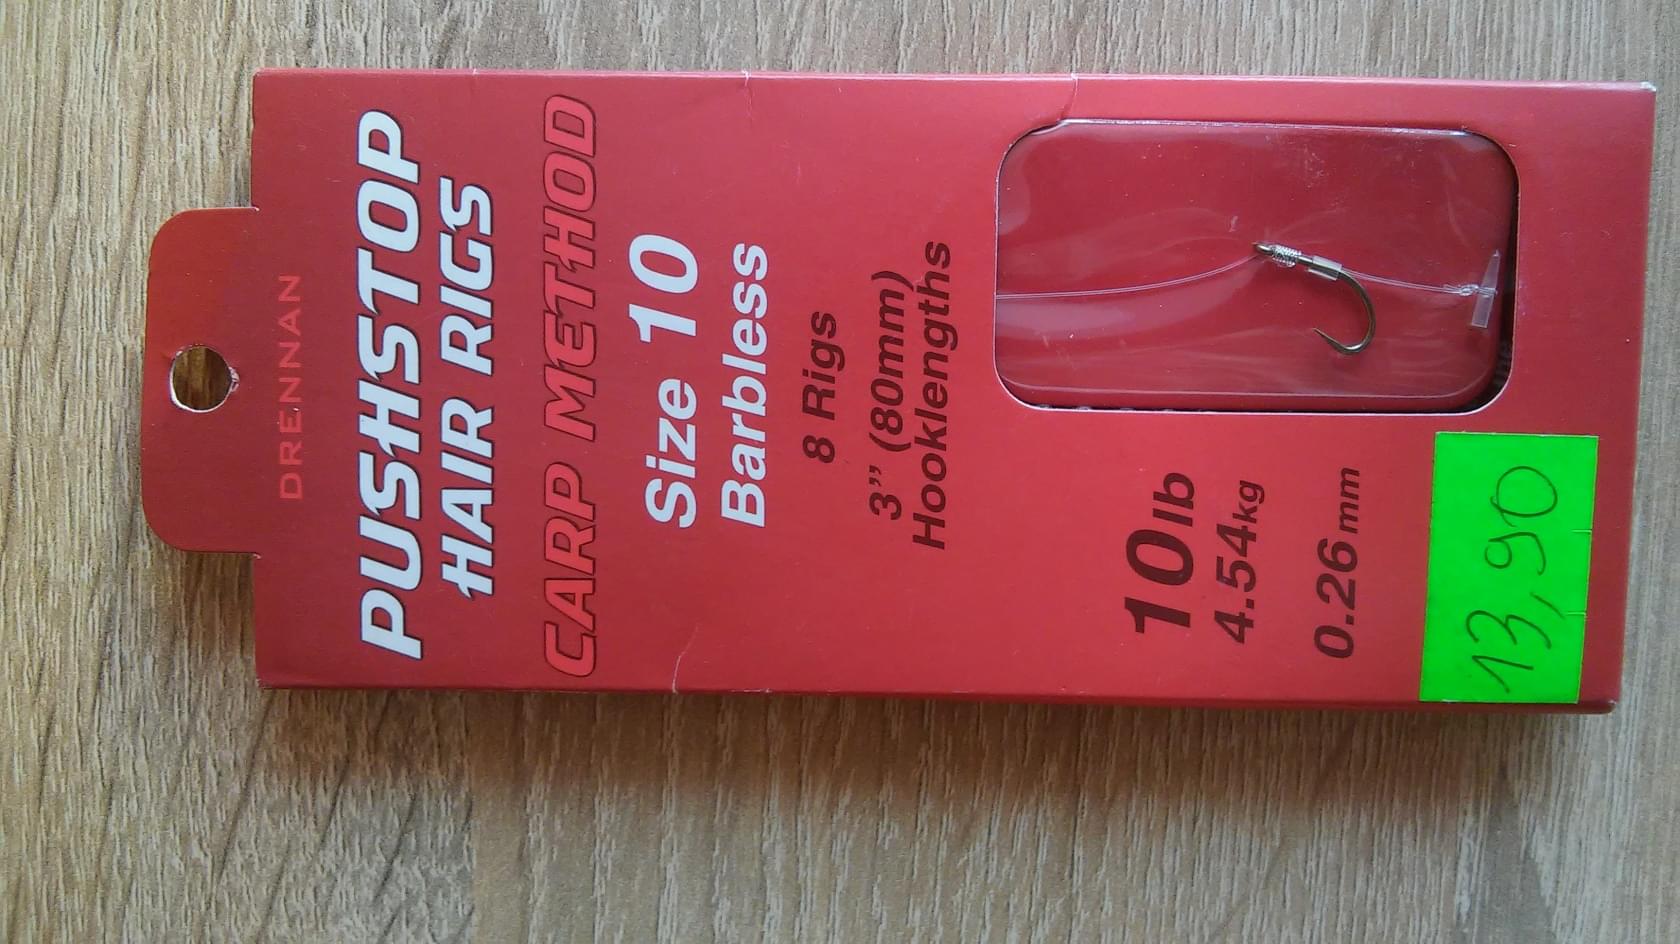 DRENNAN
PUSHSTOP
HAIR RIGS
CARP METHOD
Size 10
Barbless
8 Rigs
3” (80mm)
Hooklengths
10lb
4.54kg
0.26mm
13,90